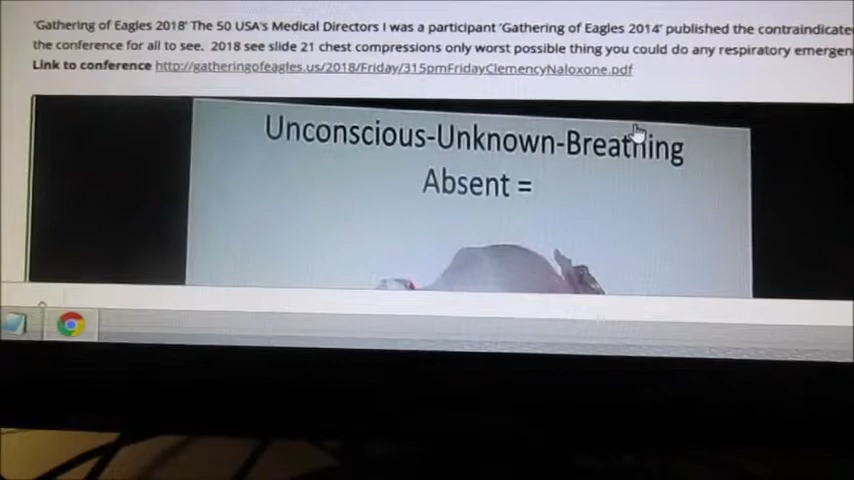 'Gathering of Eagles 2018' The 50 USA's Medical Directors I was a participant 'Gathering of Eagles 2014' published the contraindicate
the conference for all to see. 2018 see slide 21 chest compressions only worst possible thing you could do any respiratory emergen
Link to conference http://gatheringofeagles.us/2018/Friday/315pmFridayClemencyNaloxone.pdf
Unconscious-Unknown-Breathing
Absent =